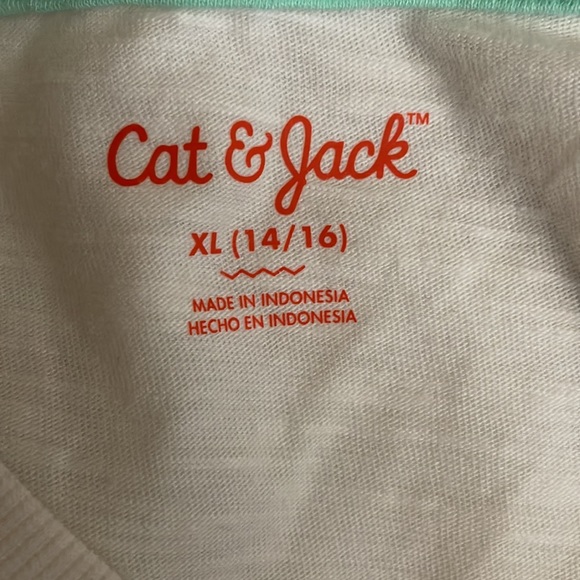 Cat & Jack™
XL (14/16)
MADE IN INDONESIA
HECHO EN INDONESIA